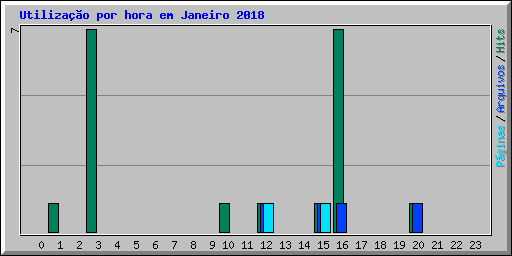 Utilização por hora em Janeiro 2018
7
Páginas / Arquivos / Hits
0 1 2 3 4 5 6 7 8 9 10 11 12 13 14 15 16 17 18 19 20 21 22 23